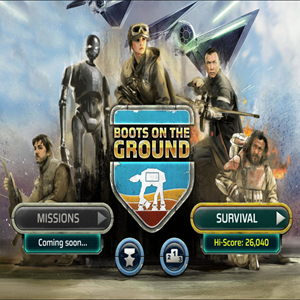 BOOTS ON THE
GROUND
MISSIONS
Coming soon...
SURVIVAL
Hi-Score: 26,040